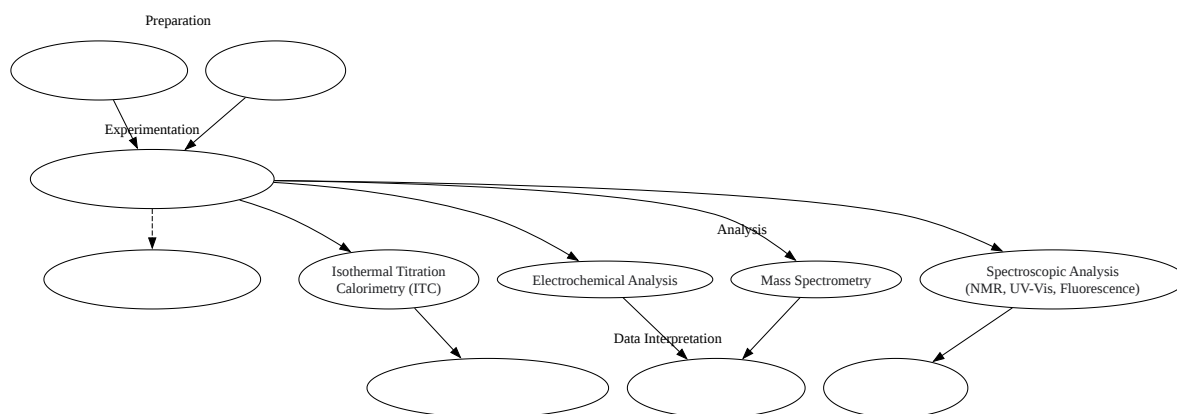 Preparation
Experimentation
Analysis
Isothermal Titration
Calorimetry (ITC)
Electrochemical Analysis
Mass Spectrometry
Spectroscopic Analysis
(NMR, UV-Vis, Fluorescence)
Data Interpretation